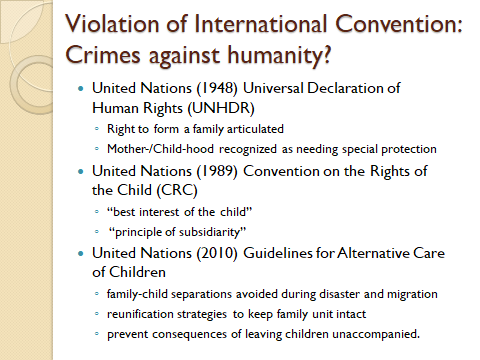 Violation of International Convention:
Crimes against humanity?
• United Nations (1948) Universal Declaration of
Human Rights (UNHDR)
◦ Right to form a family articulated
◦ Mother-/Child-hood recognized as needing special protection
• United Nations (1989) Convention on the Rights of
the Child (CRC)
◦ “best interest of the child”
◦ “principle of subsidiarity”
• United Nations (2010) Guidelines for Alternative Care
of Children
◦ family-child separations avoided during disaster and migration
◦ reunification strategies to keep family unit intact
◦ prevent consequences of leaving children unaccompanied.